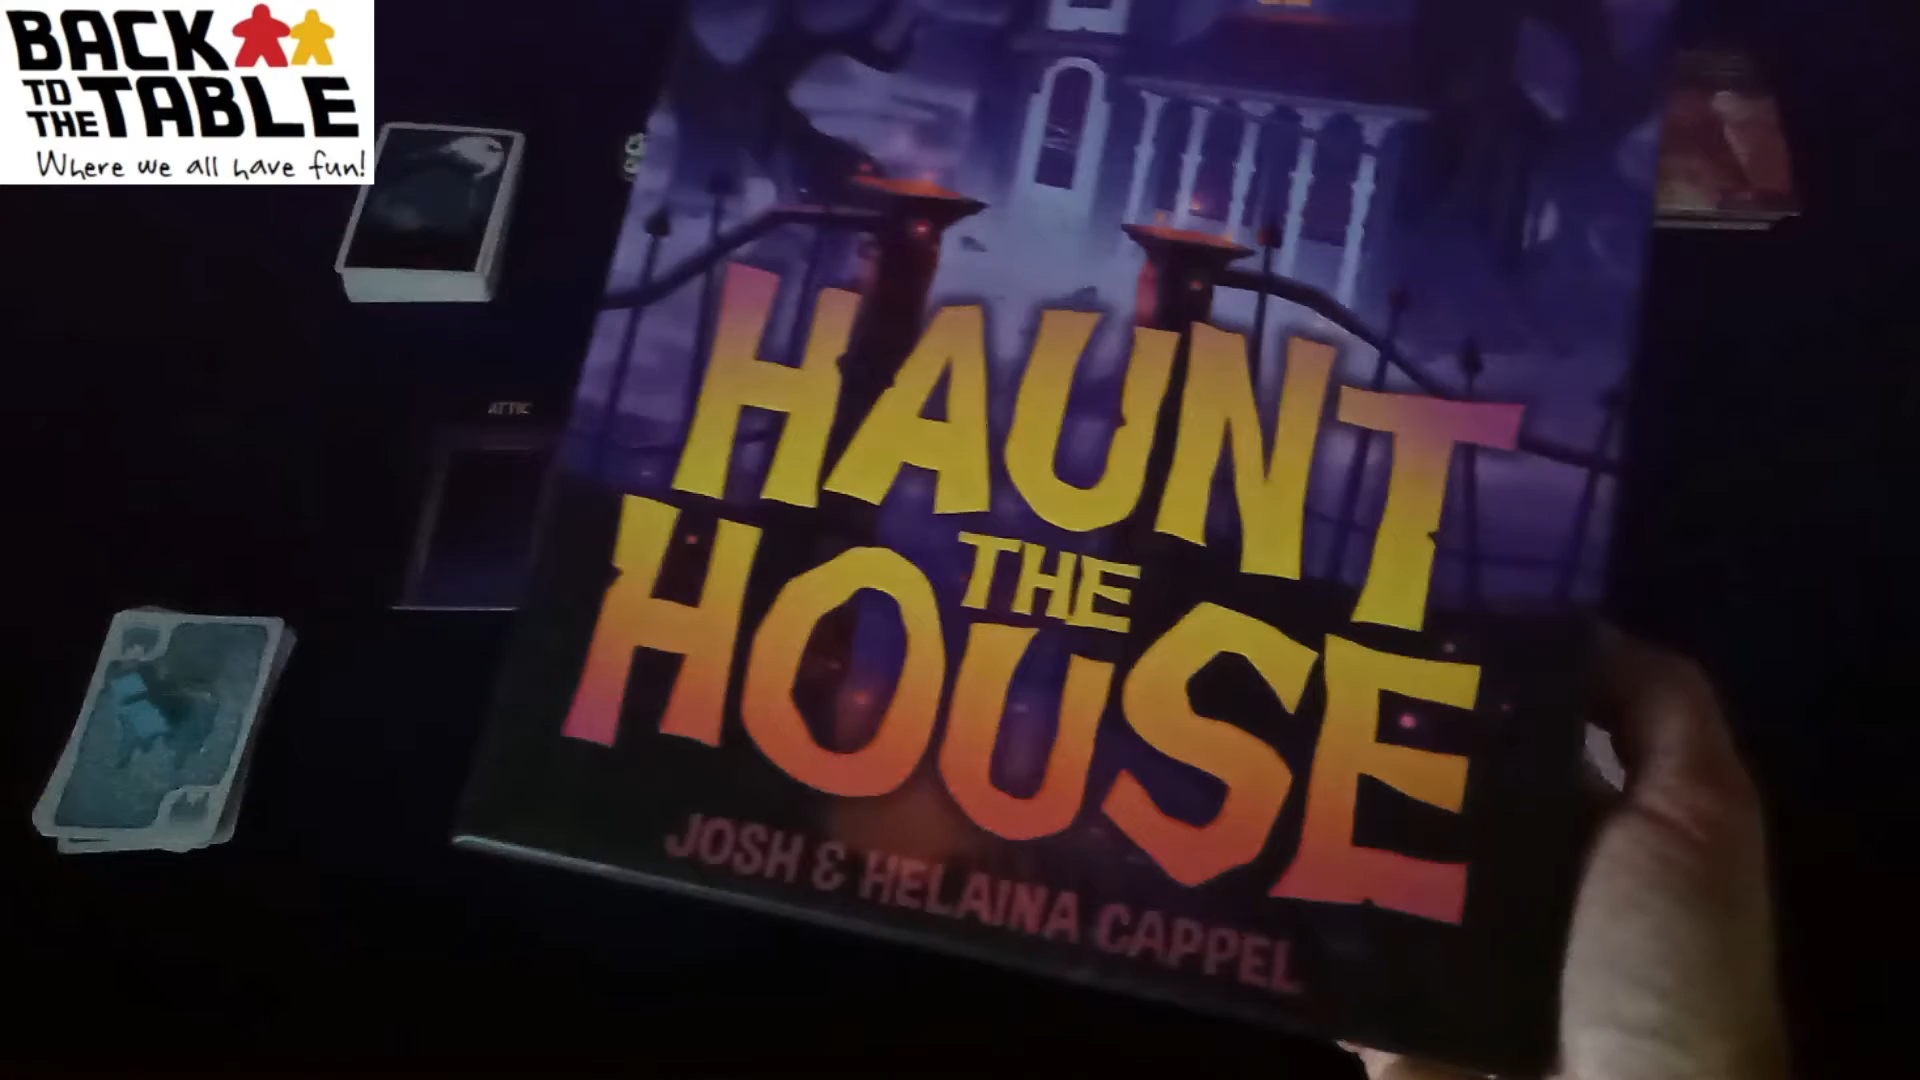 BACK
TO
THE TABLE
Where we all have fun!
ATTIC
HAUNT
THE
HOUSE
JOSH & HELAINA CAPPEL